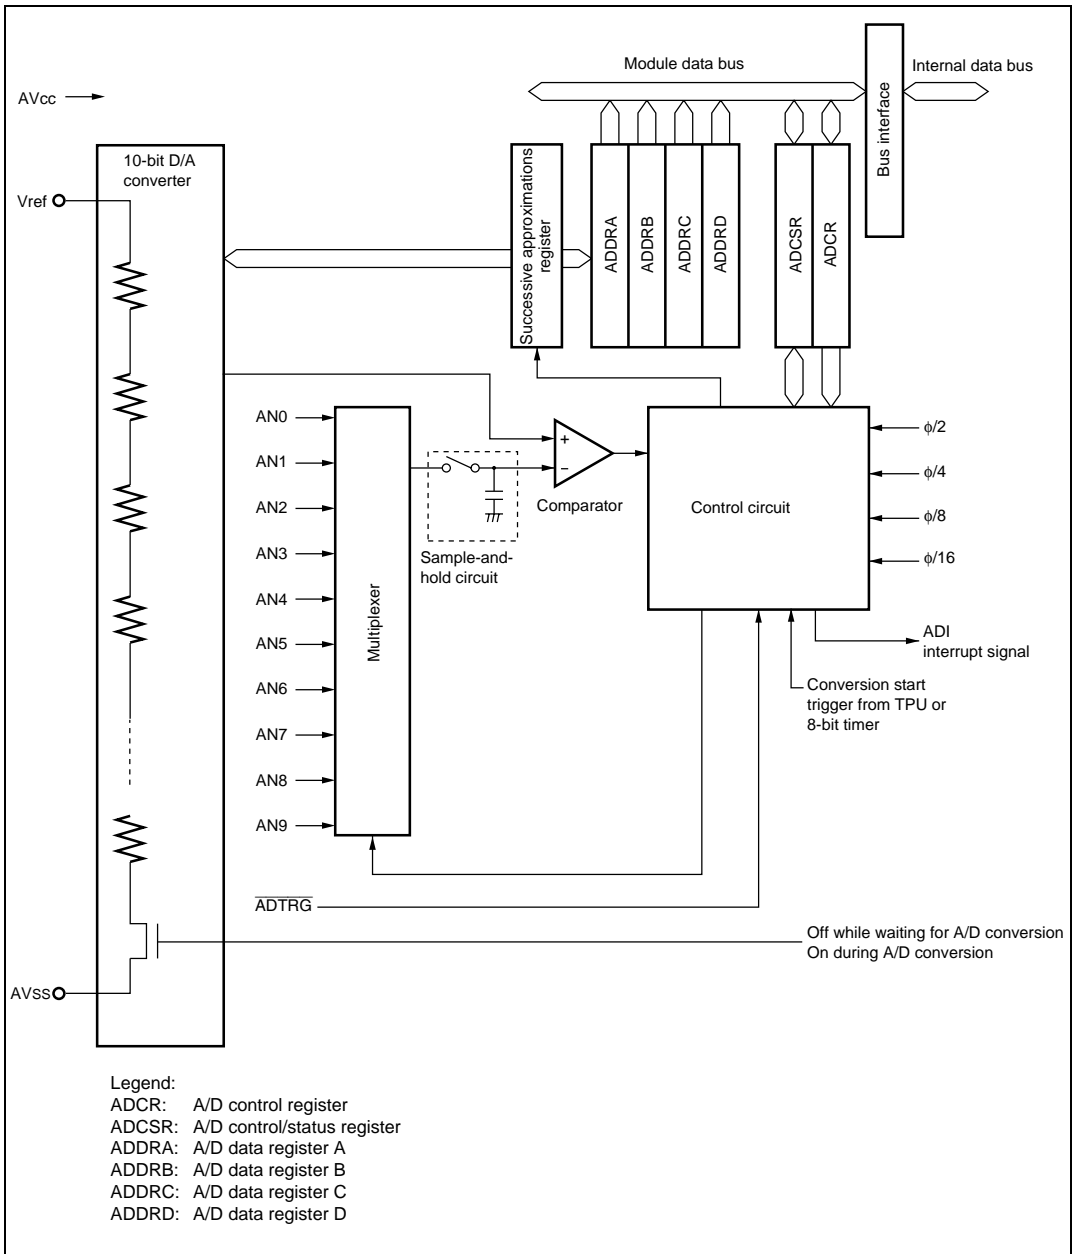 Module data bus
Internal data bus
Bus interface
AVcc
10-bit D/A
converter
Vref
Successive approximations
register
ADDRA
ADDRB
ADDRC
ADDRD
ADCSR
ADCR
AN0
AN1
AN2
AN3
AN4
AN5
AN6
AN7
AN8
AN9
Multiplexer
+
−
Comparator
Sample-and-
hold circuit
Control circuit
ϕ/2
ϕ/4
ϕ/8
ϕ/16
ADI
interrupt signal
Conversion start
trigger from TPU or
8-bit timer
ADTRG
Off while waiting for A/D conversion
On during A/D conversion
AVSS
Legend:
ADCR: A/D control register
ADCSR: A/D control/status register
ADDRA: A/D data register A
ADDRB: A/D data register B
ADDRC: A/D data register C
ADDRD: A/D data register D